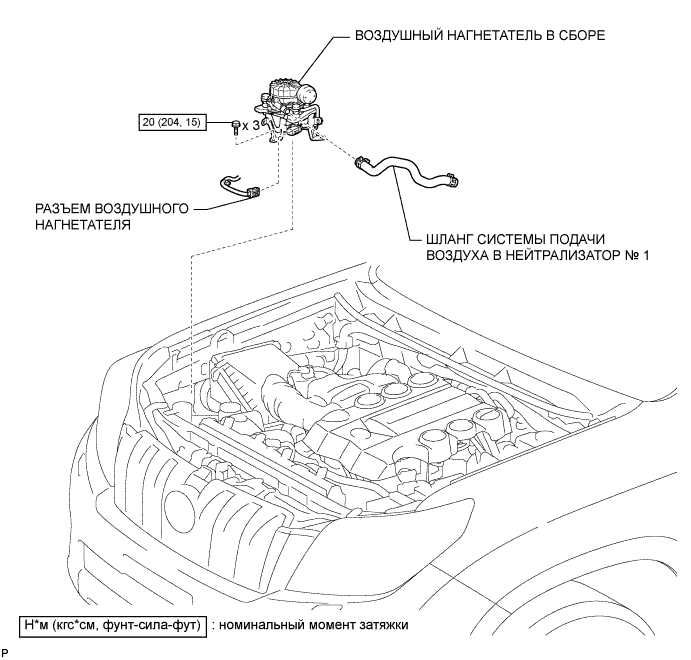 ВОЗДУШНЫЙ НАГНЕТАТЕЛЬ В СБОРЕ
20 (204, 15)
x 3
РАЗЪЕМ ВОЗДУШНОГО
НАГНЕТАТЕЛЯ
ШЛАНГ СИСТЕМЫ ПОДАЧИ
ВОЗДУХА В НЕЙТРАЛИЗАТОР № 1
Н*м (кгс*см, фунт-сила-фут) : номинальный момент затяжки
P